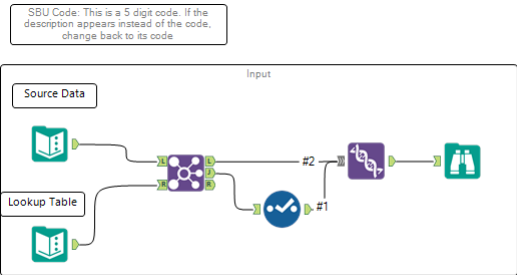 SBU Code: This is a 5 digit code. If the
description appears instead of the code,
change back to its code
Input
Source Data
L
L
#2
J
R
R
Lookup Table
#1